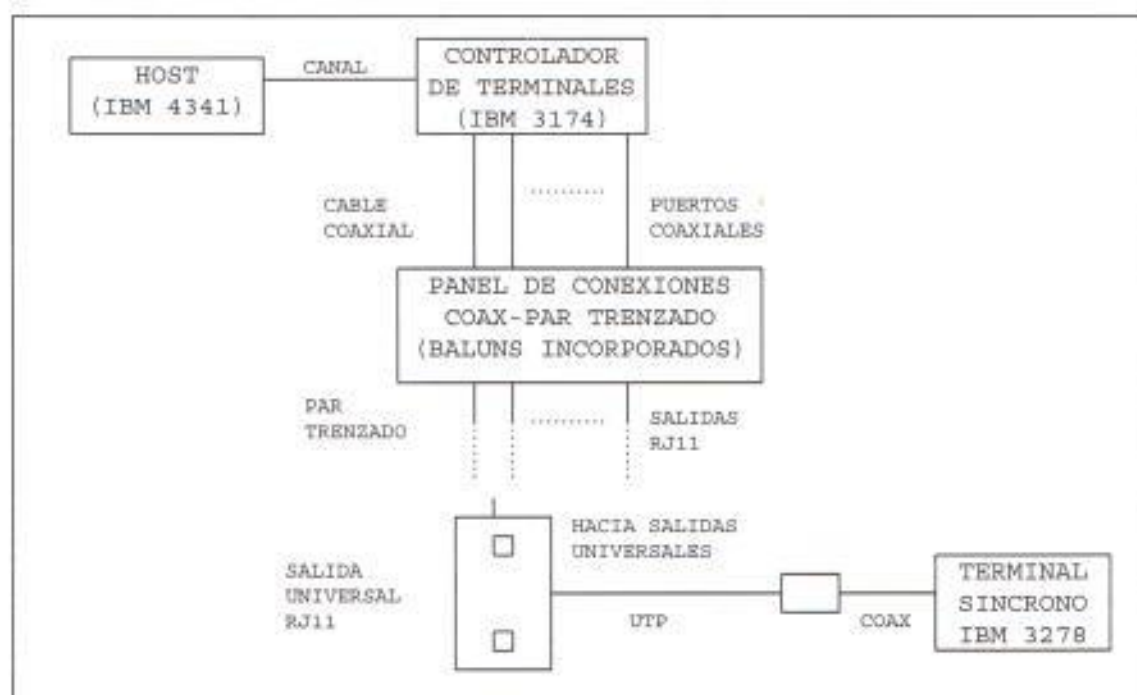 HOST
(IBM 4341)
CANAL
CONTROLADOR
DE TERMINALES
(IBM 3174)
CABLE
COAXIAL
..........
PUERTOS
COAXIALES
PANEL DE CONEXIONES
COAX-PAR TRENZADO
(BALUNS INCORPORADOS)
PAR
TRENZADO
..........
SALIDAS
RJ11
HACIA SALIDAS
UNIVERSALES
SALIDA
UNIVERSAL
RJ11
UTP
COAX
TERMINAL
SINCRONO
IBM 3278